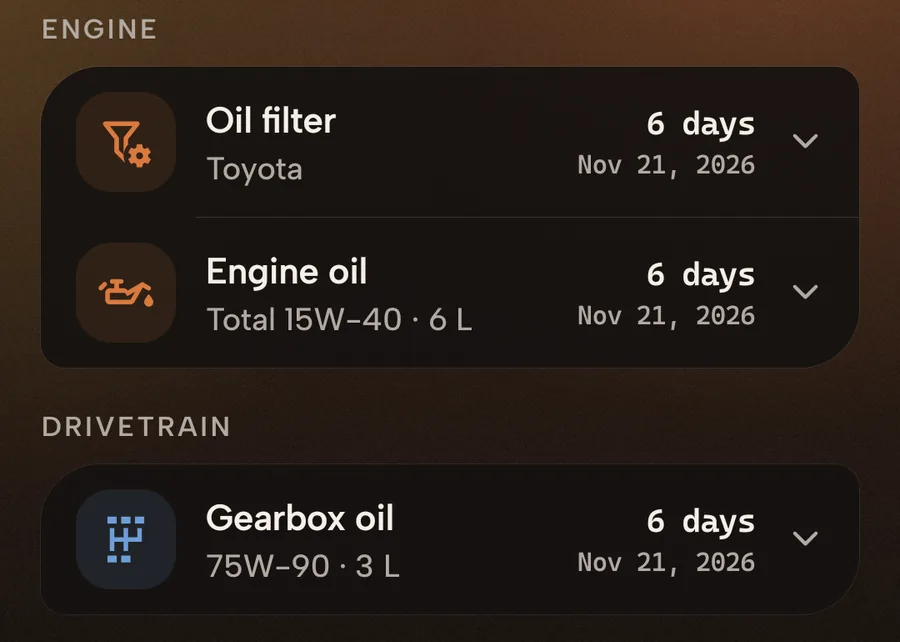 ENGINE
Oil filter
Toyota
6 days
Nov 21, 2026
Engine oil
Total 15W-40 · 6 L
6 days
Nov 21, 2026
DRIVETRAIN
Gearbox oil
75W-90 · 3 L
6 days
Nov 21, 2026